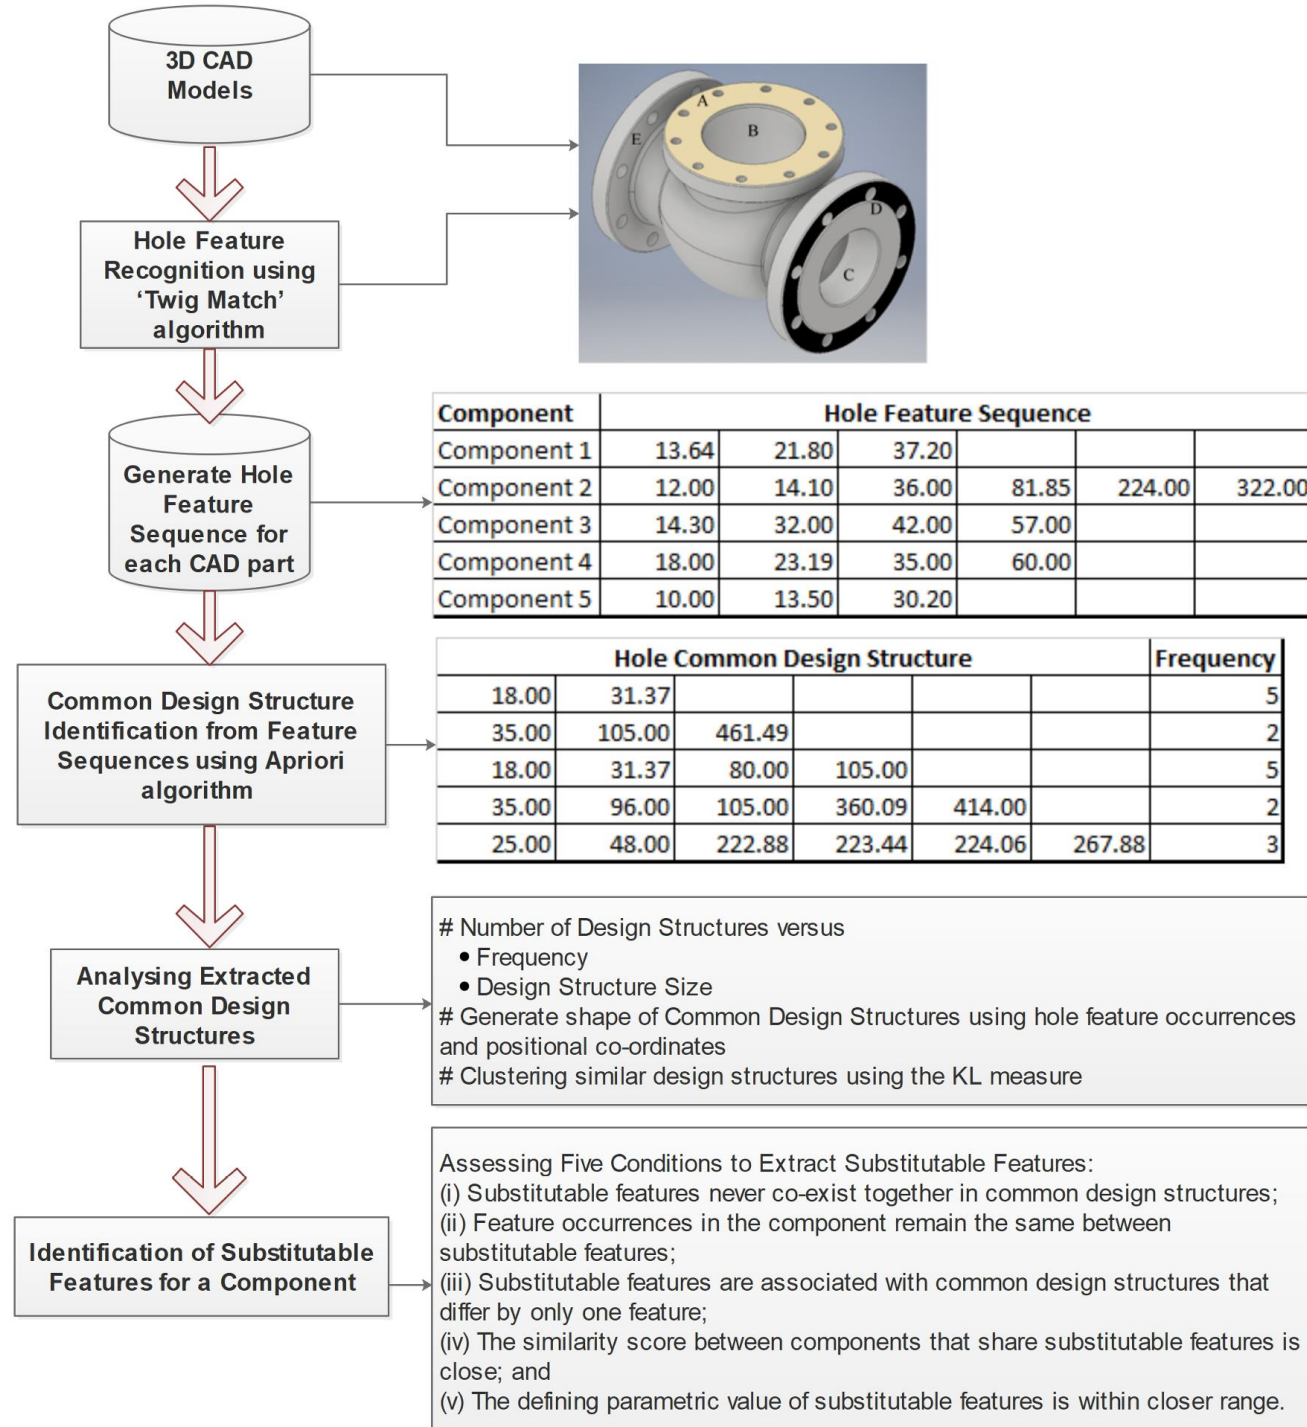 3D CAD
Models
A
B
E
D
C
Hole Feature
Recognition using
‘Twig Match’
algorithm
Generate Hole
Feature
Sequence for
each CAD part
Component Hole Feature Sequence
Component 1 13.64 21.80 37.20
Component 2 12.00 14.10 36.00 81.85 224.00 322.00
Component 3 14.30 32.00 42.00 57.00
Component 4 18.00 23.19 35.00 60.00
Component 5 10.00 13.50 30.20
Common Design Structure
Identification from Feature
Sequences using Apriori
algorithm
Hole Common Design Structure Frequency
18.00 31.37 5
35.00 105.00 461.49 2
18.00 31.37 80.00 105.00 5
35.00 96.00 105.00 360.09 414.00 2
25.00 48.00 222.88 223.44 224.06 267.88 3
Analysing Extracted
Common Design
Structures
# Number of Design Structures versus
• Frequency
• Design Structure Size
# Generate shape of Common Design Structures using hole feature occurrences
and positional co-ordinates
# Clustering similar design structures using the KL measure
Identification of Substitutable
Features for a Component
Assessing Five Conditions to Extract Substitutable Features:
(i) Substitutable features never co-exist together in common design structures;
(ii) Feature occurrences in the component remain the same between
substitutable features;
(iii) Substitutable features are associated with common design structures that
differ by only one feature;
(iv) The similarity score between components that share substitutable features is
close; and
(v) The defining parametric value of substitutable features is within closer range.